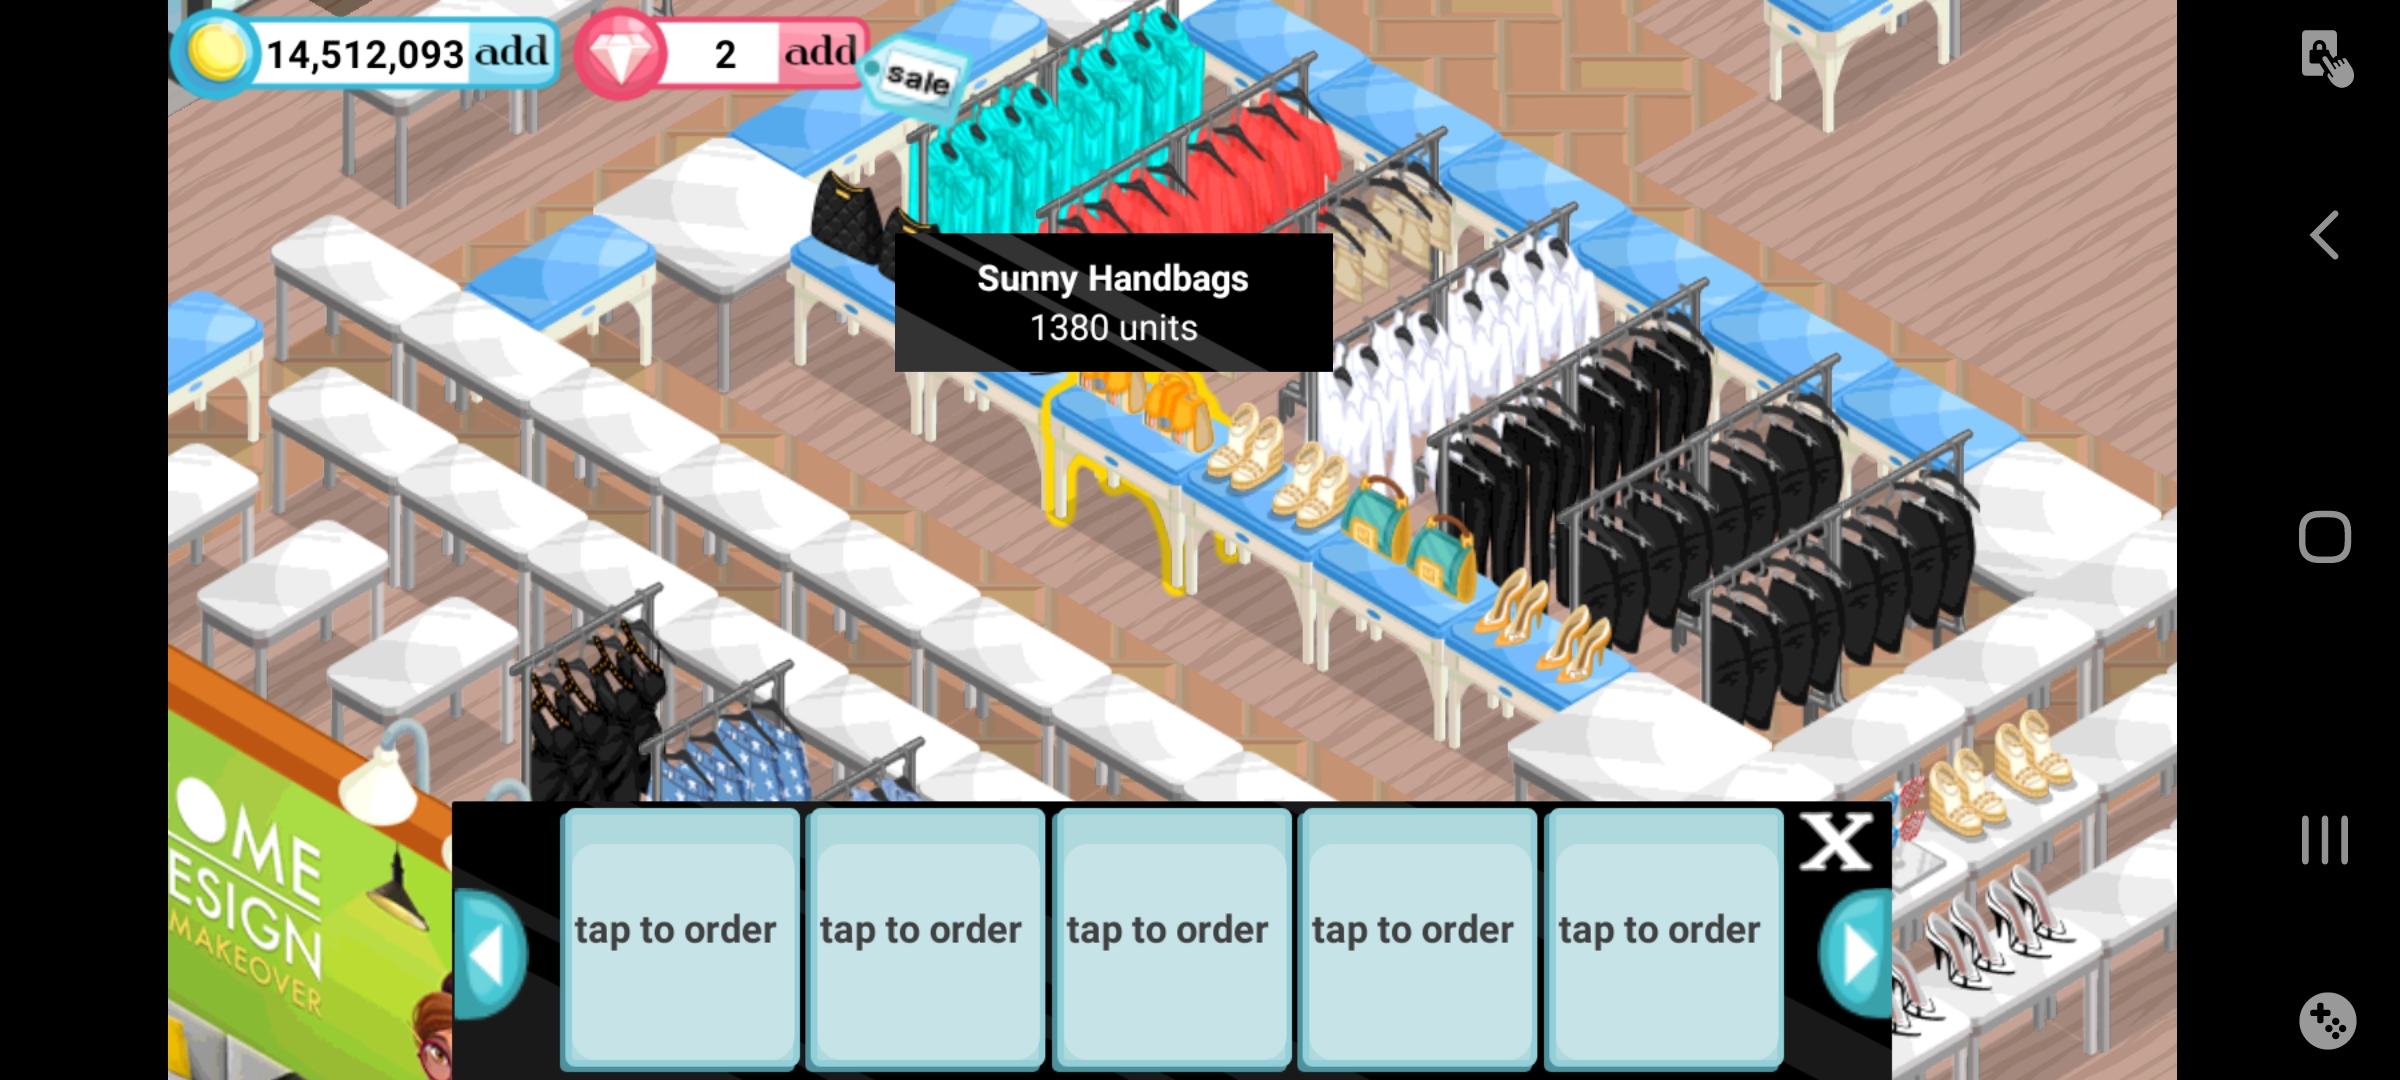 14,512,093 add
2 add
sale
Sunny Handbags
1380 units
OME
ESIGN
MAKEOVER
tap to order
tap to order
tap to order
tap to order
tap to order
X